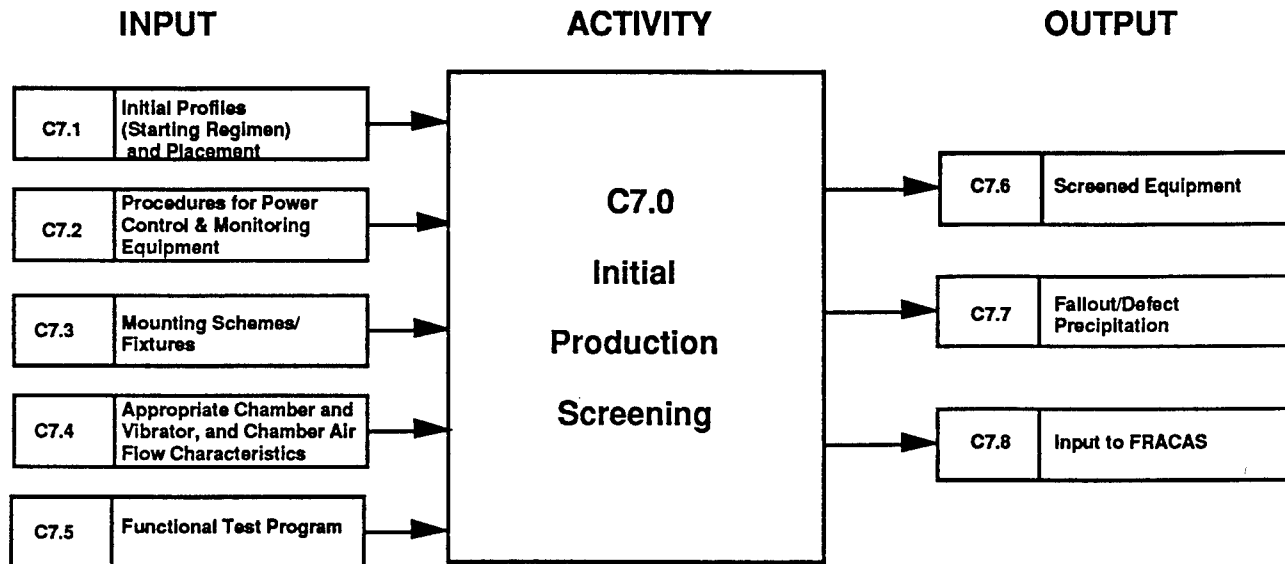 INPUT
ACTIVITY
OUTPUT
C7.1
Initial Profiles
(Starting Regimen)
and Placement
C7.2
Procedures for Power
Control & Monitoring
Equipment
C7.3
Mounting Schemes/
Fixtures
C7.4
Appropriate Chamber and
Vibrator, and Chamber Air
Flow Characteristics
C7.5
Functional Test Program
C7.0
Initial
Production
Screening
C7.6
Screened Equipment
C7.7
Fallout/Defect
Precipitation
C7.8
Input to FRACAS